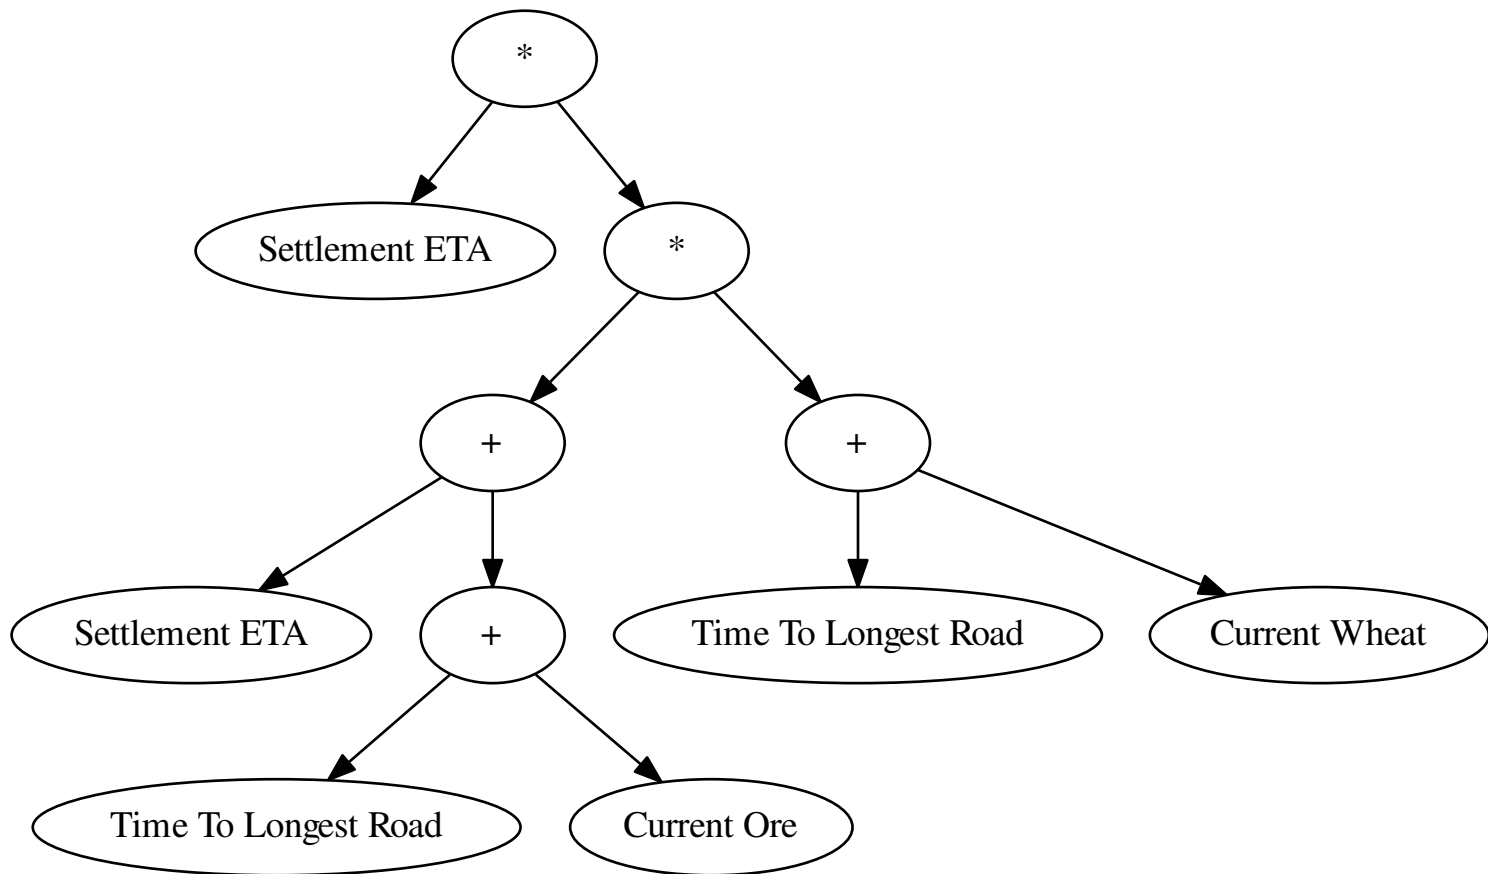 *
Settlement ETA
*
+
+
Settlement ETA
+
Time To Longest Road
Current Wheat
Time To Longest Road
Current Ore